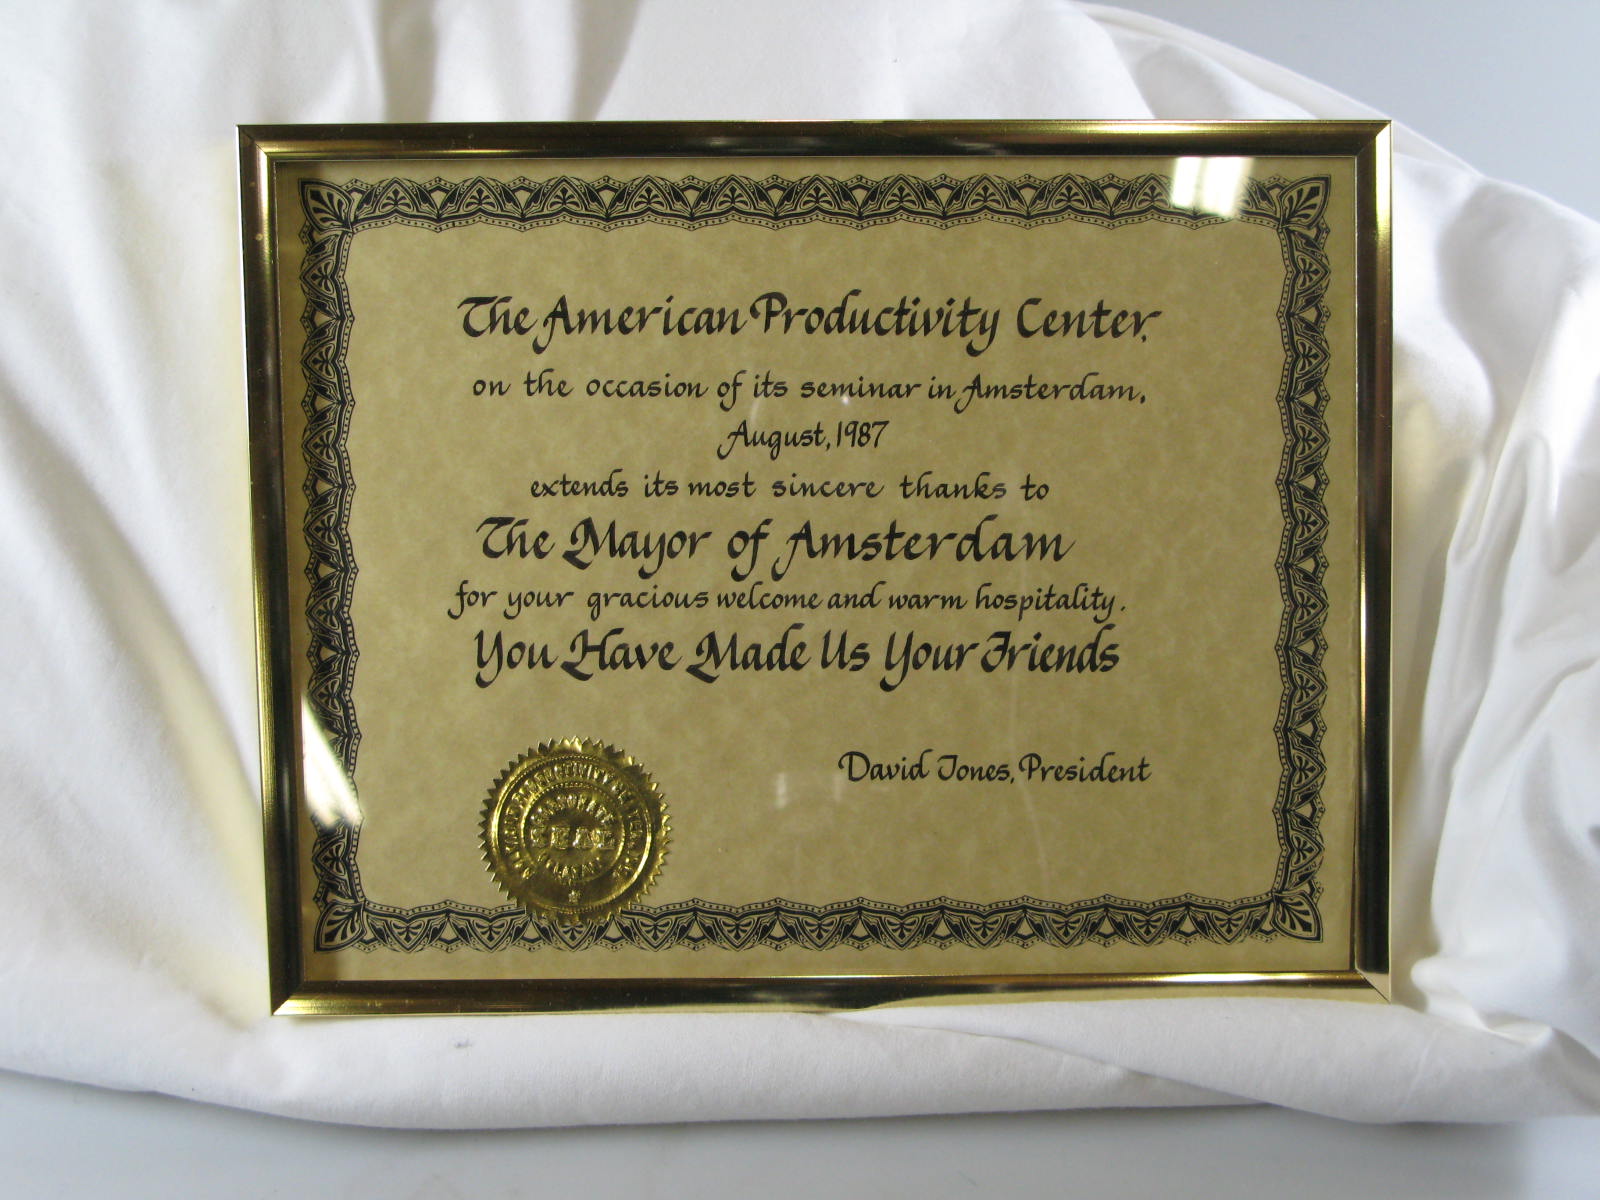 The American Productivity Center,
on the occasion of its seminar in Amsterdam,
August, 1987
extends its most sincere thanks to
The Mayor of Amsterdam
for your gracious welcome and warm hospitality.
You Have Made Us Your Friends
David Jones, President
SEAL